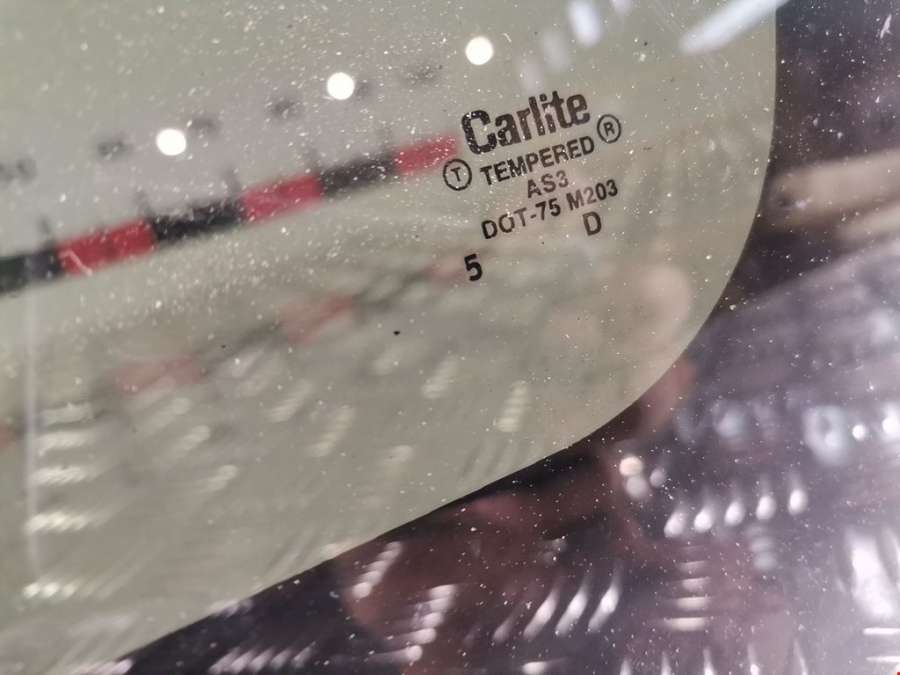 Carlite
Ⓣ TEMPERED ®
AS3
DOT-75 M203
D
5